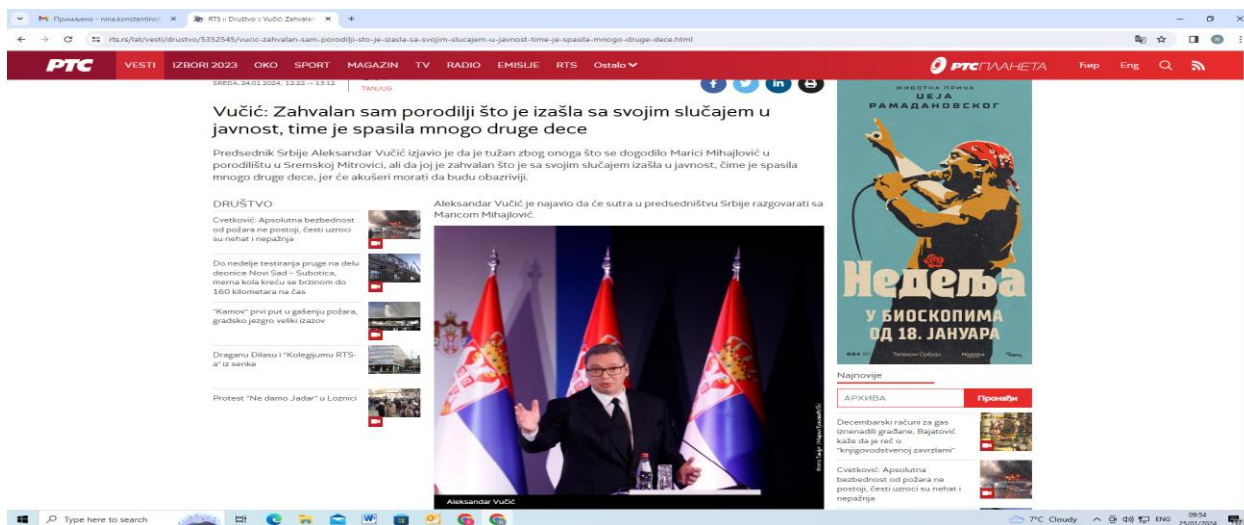 Примљено - nina.konstantinic
RTS :: Društvo :: Vučić: Zahvalan
rts.rs/lat/vesti/drustvo/5352545/vucic-zahvalan-sam-porodilji-sto-je-izasla-sa-svojim-slucajem-u-javnost-time-je-spasila-mnogo-druge-dece.html
РТС VESTI IZBORI 2023 OKO SPORT MAGAZIN TV RADIO EMISIJE RTS Ostalo РТСПЛАНЕТА Ћир Eng
SREDA, 24.01.2024, 12:22 -> 13:12
TANJUG
Vučić: Zahvalan sam porodilji što je izašla sa svojim slučajem u
javnost, time je spasila mnogo druge dece
Predsednik Srbije Aleksandar Vučić izjavio je da je tužan zbog onoga što se dogodilo Marici Mihajlović u
porodilištu u Sremskoj Mitrovici, ali da joj je zahvalan što je sa svojim slučajem izašla u javnost, čime je spasila
mnogo druge dece, jer će akušeri morati da budu obazriviji.
DRUŠTVO
Cvetković: Apsolutna bezbednost
od požara ne postoji, česti uzroci
su nehat i nepažnja
Do nedelje testiranja pruge na delu
deonice Novi Sad – Subotica,
merna kola kreću se brzinom do
160 kilometara na čas
"Kamov" prvi put u gašenju požara,
gradsko jezgro veliki izazov
Draganu Đilasu i "Kolegijumu RTS-
a" iz senke
Protest "Ne damo Jadar" u Loznici
Aleksandar Vučić je najavio da će sutra u predsedništvu Srbije razgovarati sa
Maricom Mihajlović.
Aleksandar Vučić
ЖИВОТНА ПРИЧА
ЏЕЈА
РАМАДАНОВСКОГ
Недеља
У БИОСКОПИМА
ОД 18. ЈАНУАРА
Телеком Србија
Najnovije
АРХИВА Пронађи
Decembarski računi za gas
iznenadili građane, Bajatović
kaže da je reč o
"knjigovodstvenoj zavrzlami"
Cvetković: Apsolutna
bezbednost od požara ne
postoji, česti uzroci su nehat i
nepažnja
Type here to search
7°C Cloudy ENG 09:54
25/01/2024